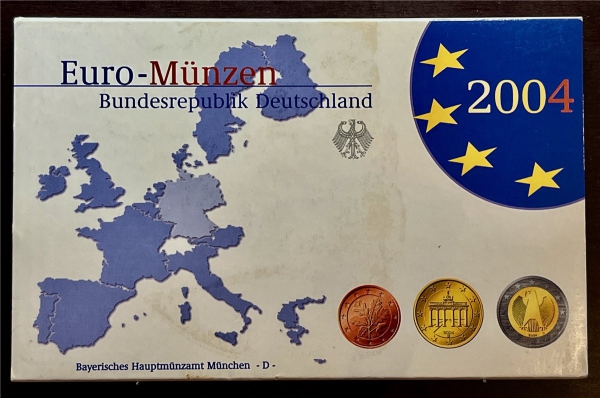 Euro-Münzen
Bundesrepublik Deutschland
2004
Bayerisches Hauptmünzamt München - D -